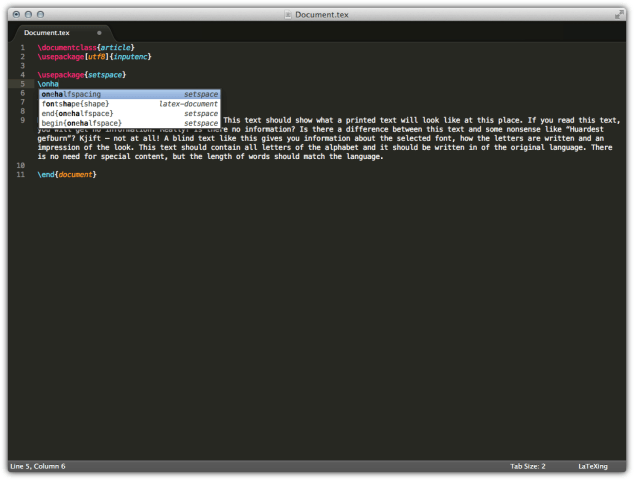 Document.tex
Document.tex
1 \documentclass{article}
2 \usepackage[utf8]{inputenc}
3
4 \usepackage{setspace}
5 \onha
6 onehalfspacing setspace
7 fontshape{shape} latex-document
8 end{onehalfspace} setspace
9 begin{onehalfspace} setspace
This text should show what a printed text will look like at this place. If you read this text,
you will get no information. Really? Is there no information? Is there a difference between this text and some nonsense like “Huardest
gefburn”? Kjift – not at all! A blind text like this gives you information about the selected font, how the letters are written and an
impression of the look. This text should contain all letters of the alphabet and it should be written in of the original language. There
is no need for special content, but the length of words should match the language.
10
11 \end{document}
Line 5, Column 6 Tab Size: 2 LaTeXing